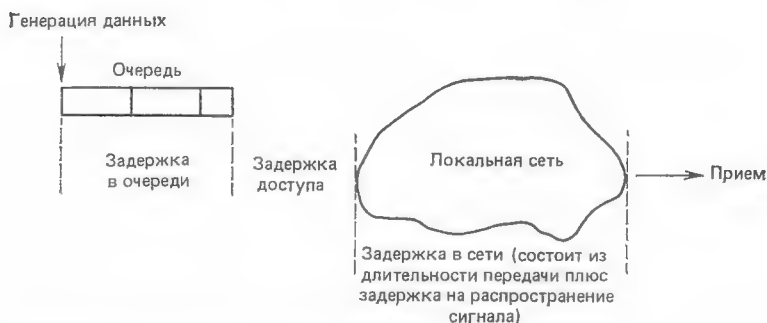 Генерация данных
Очередь
Задержка
в очереди
Задержка
доступа
Локальная сеть
Прием
Задержка в сети (состоит из
длительности передачи плюс
задержка на распространение
сигнала)